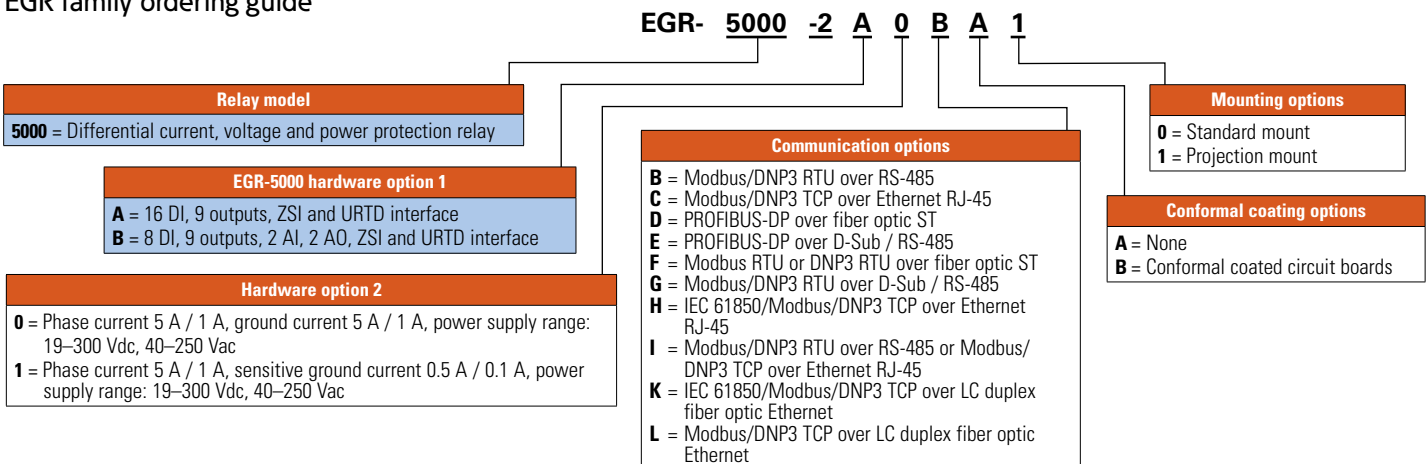 EGR family ordering guide
EGR- 5000 -2 A 0 B A 1
Relay model
5000 = Differential current, voltage and power protection relay
EGR-5000 hardware option 1
A = 16 DI, 9 outputs, ZSI and URTD interface
B = 8 DI, 9 outputs, 2 AI, 2 AO, ZSI and URTD interface
Hardware option 2
0 = Phase current 5 A / 1 A, ground current 5 A / 1 A, power supply range:
19–300 Vdc, 40–250 Vac
1 = Phase current 5 A / 1 A, sensitive ground current 0.5 A / 0.1 A, power
supply range: 19–300 Vdc, 40–250 Vac
Communication options
B = Modbus/DNP3 RTU over RS-485
C = Modbus/DNP3 TCP over Ethernet RJ-45
D = PROFIBUS-DP over fiber optic ST
E = PROFIBUS-DP over D-Sub / RS-485
F = Modbus RTU or DNP3 RTU over fiber optic ST
G = Modbus/DNP3 RTU over D-Sub / RS-485
H = IEC 61850/Modbus/DNP3 TCP over Ethernet
RJ-45
I = Modbus/DNP3 RTU over RS-485 or Modbus/
DNP3 TCP over Ethernet RJ-45
K = IEC 61850/Modbus/DNP3 TCP over LC duplex
fiber optic Ethernet
L = Modbus/DNP3 TCP over LC duplex fiber optic
Ethernet
Mounting options
0 = Standard mount
1 = Projection mount
Conformal coating options
A = None
B = Conformal coated circuit boards